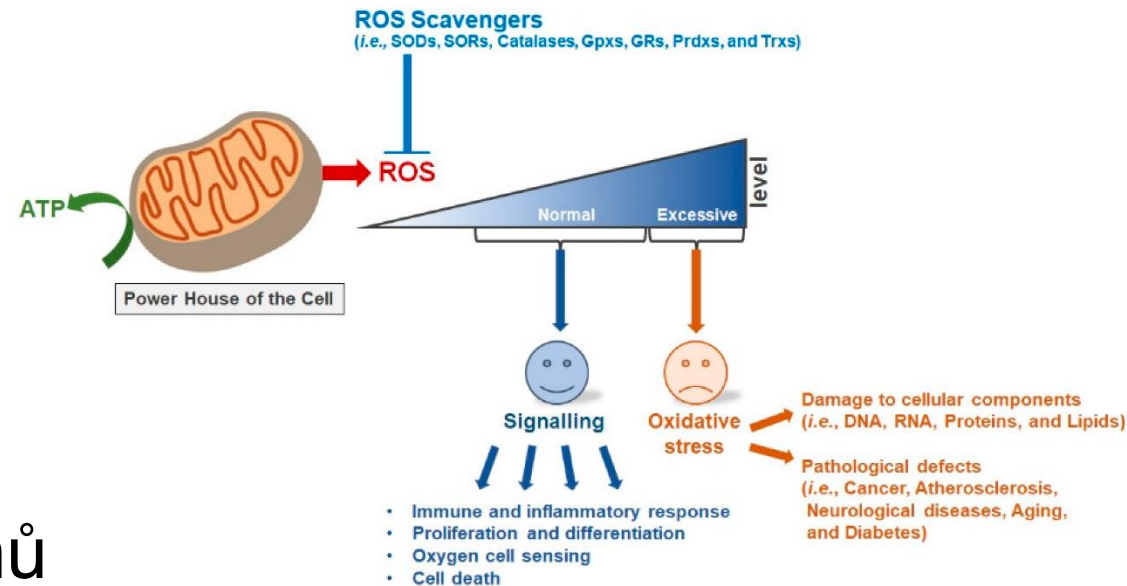 ROS Scavengers
(i.e., SODs, SORs, Catalases, Gpxs, GRs, Prdxs, and Trxs)
ROS
ATP
level
Normal
Excessive
Power House of the Cell
Signalling
Oxidative
stress
Damage to cellular components
(i.e., DNA, RNA, Proteins, and Lipids)
Pathological defects
(i.e., Cancer, Atherosclerosis,
Neurological diseases, Aging,
and Diabetes)
• Immune and inflammatory response
• Proliferation and differentiation
• Oxygen cell sensing
• Cell death